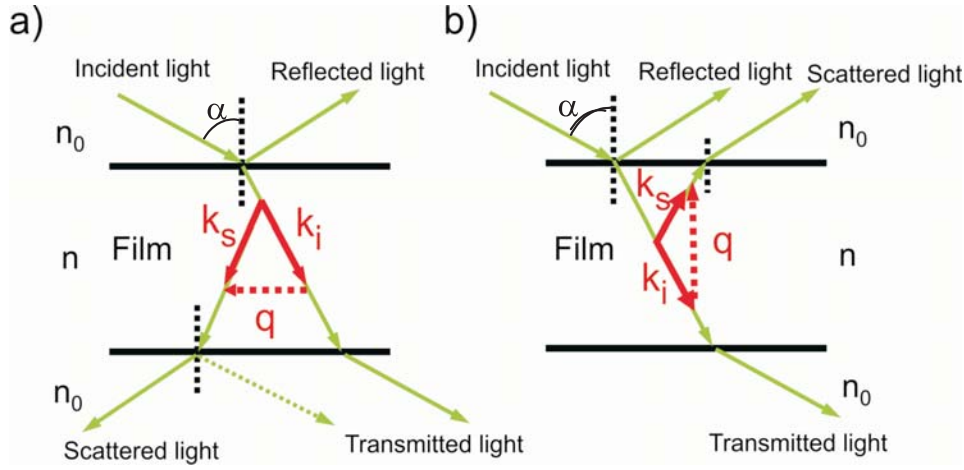 a)
Incident light
Reflected light
α
n0
ks
ki
n
Film
q
n0
Scattered light
Transmitted light
b)
Incident light
Reflected light
Scattered light
α
n0
ks
q
n
Film
ki
n0
Transmitted light